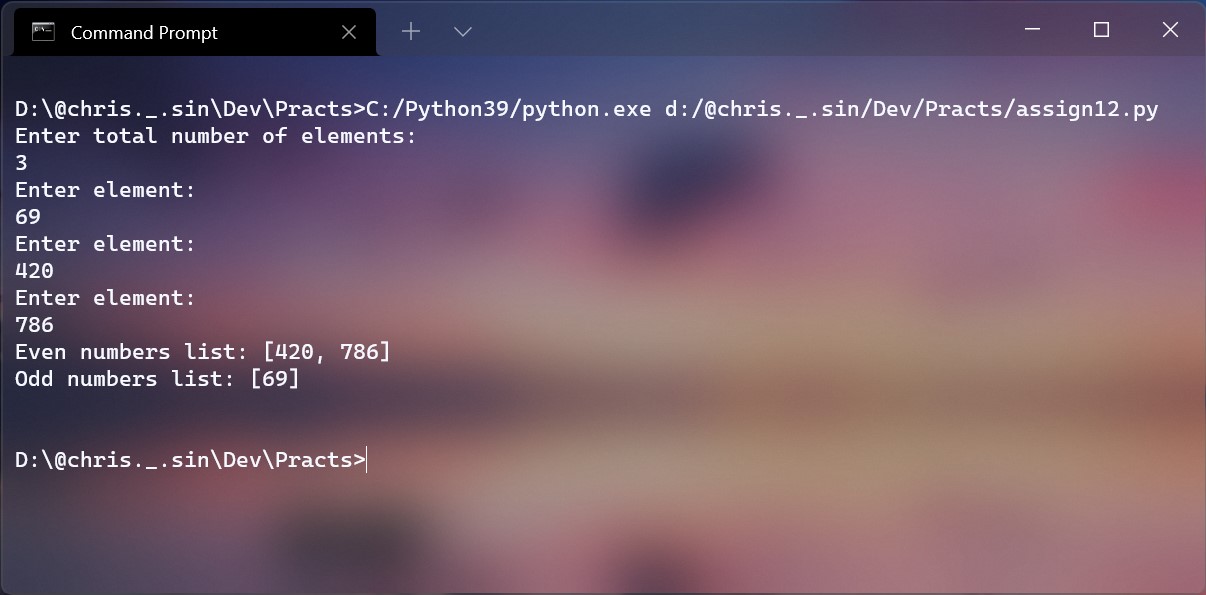 Command Prompt
D:\@chris._.sin\Dev\Practs>C:/Python39/python.exe d:/@chris._.sin/Dev/Practs/assign12.py
Enter total number of elements:
3
Enter element:
69
Enter element:
420
Enter element:
786
Even numbers list: [420, 786]
Odd numbers list: [69]
D:\@chris._.sin\Dev\Practs>